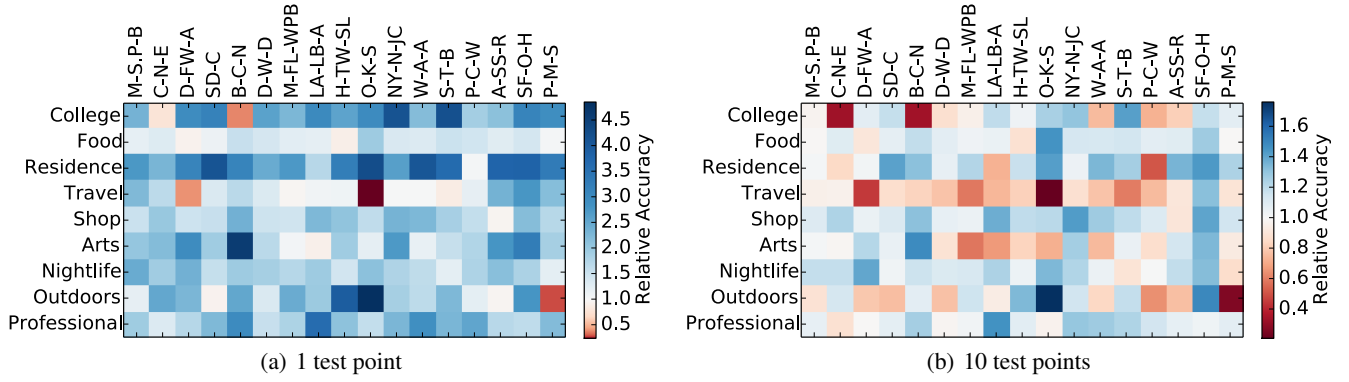 M-S.P-B
C-N-E
D-FW-A
SD-C
B-C-N
D-W-D
M-FL-WPB
LA-LB-A
H-TW-SL
O-K-S
NY-N-JC
W-A-A
S-T-B
P-C-W
A-SS-R
SF-O-H
P-M-S
College
Food
Residence
Travel
Shop
Arts
Nightlife
Outdoors
Professional
4.5
4.0
3.5
3.0
2.5
2.0
1.5
1.0
0.5
Relative Accuracy
(a) 1 test point
M-S.P-B
C-N-E
D-FW-A
SD-C
B-C-N
D-W-D
M-FL-WPB
LA-LB-A
H-TW-SL
O-K-S
NY-N-JC
W-A-A
S-T-B
P-C-W
A-SS-R
SF-O-H
P-M-S
College
Food
Residence
Travel
Shop
Arts
Nightlife
Outdoors
Professional
1.6
1.4
1.2
1.0
0.8
0.6
0.4
Relative Accuracy
(b) 10 test points